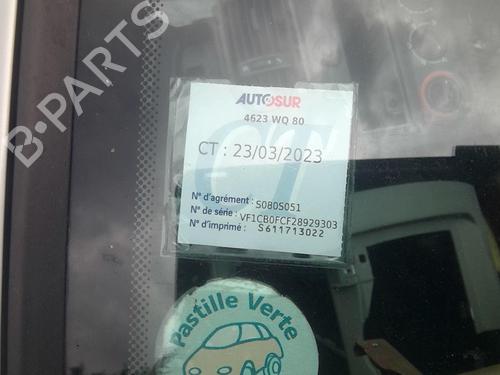 B-PARTS
AUTOSUR
4623 WQ 80
CT : 23/03/2023
N° d'agrément : S080S051
N° de série : VF1CB0FCF28929303
N° d'imprimé : S611713022
Pastille Verte